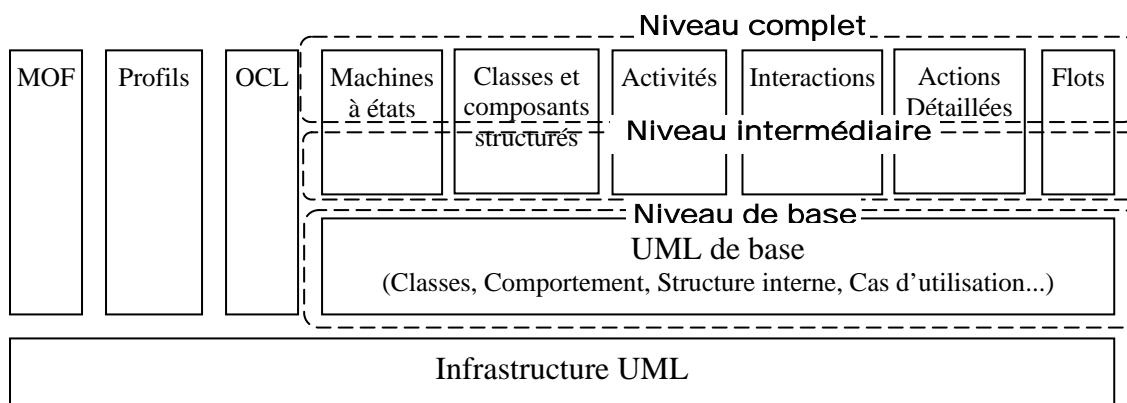 Niveau complet
MOF
Profils
OCL
Machines
à états
Classes et
composants
structurés
Activités
Interactions
Actions
Détaillées
Flots
Niveau intermédiaire
Niveau de base
UML de base
(Classes, Comportement, Structure interne, Cas d’utilisation...)
Infrastructure UML